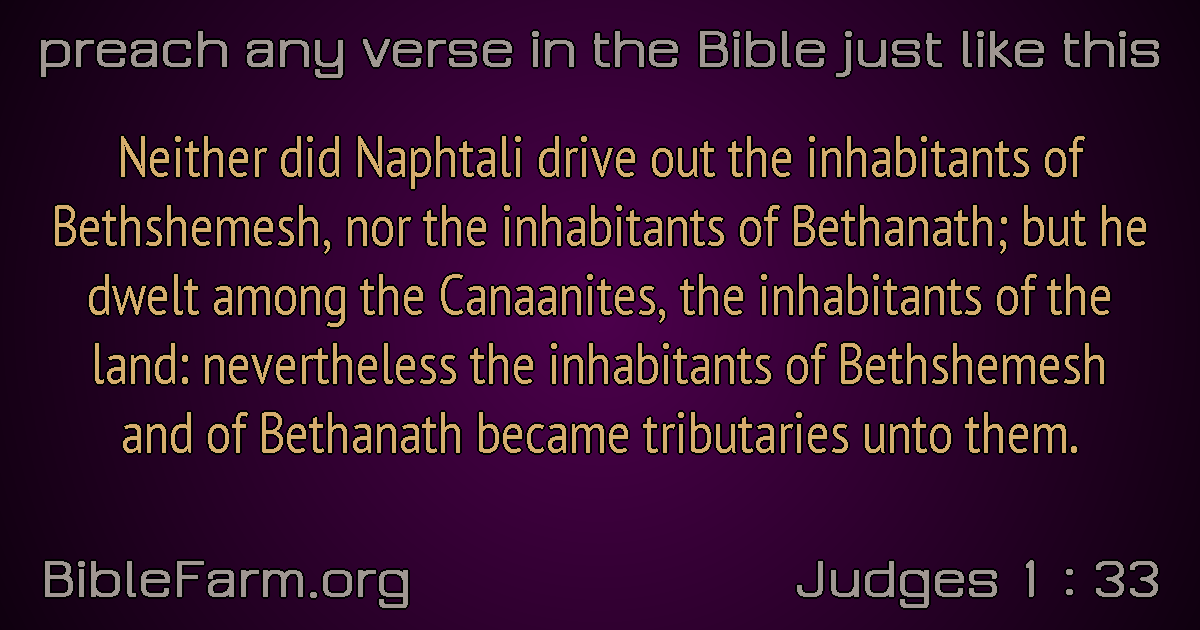 preach any verse in the Bible just like this
Neither did Naphtali drive out the inhabitants of
Bethshemesh, nor the inhabitants of Bethanath; but he
dwelt among the Canaanites, the inhabitants of the
land: nevertheless the inhabitants of Bethshemesh
and of Bethanath became tributaries unto them.
BibleFarm.org
Judges 1 : 33